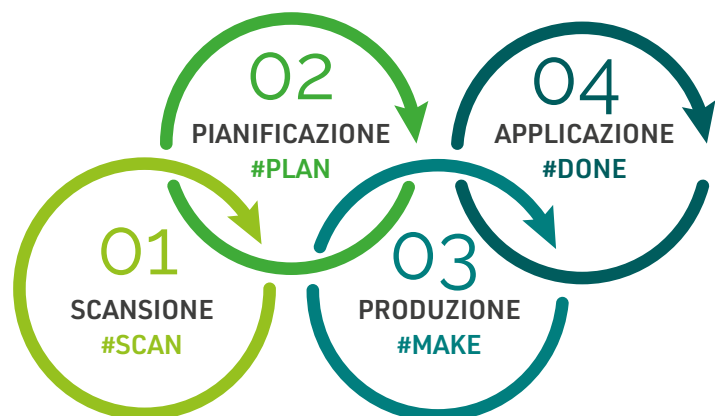 01
SCANSIONE
#SCAN
02
PIANIFICAZIONE
#PLAN
03
PRODUZIONE
#MAKE
04
APPLICAZIONE
#DONE